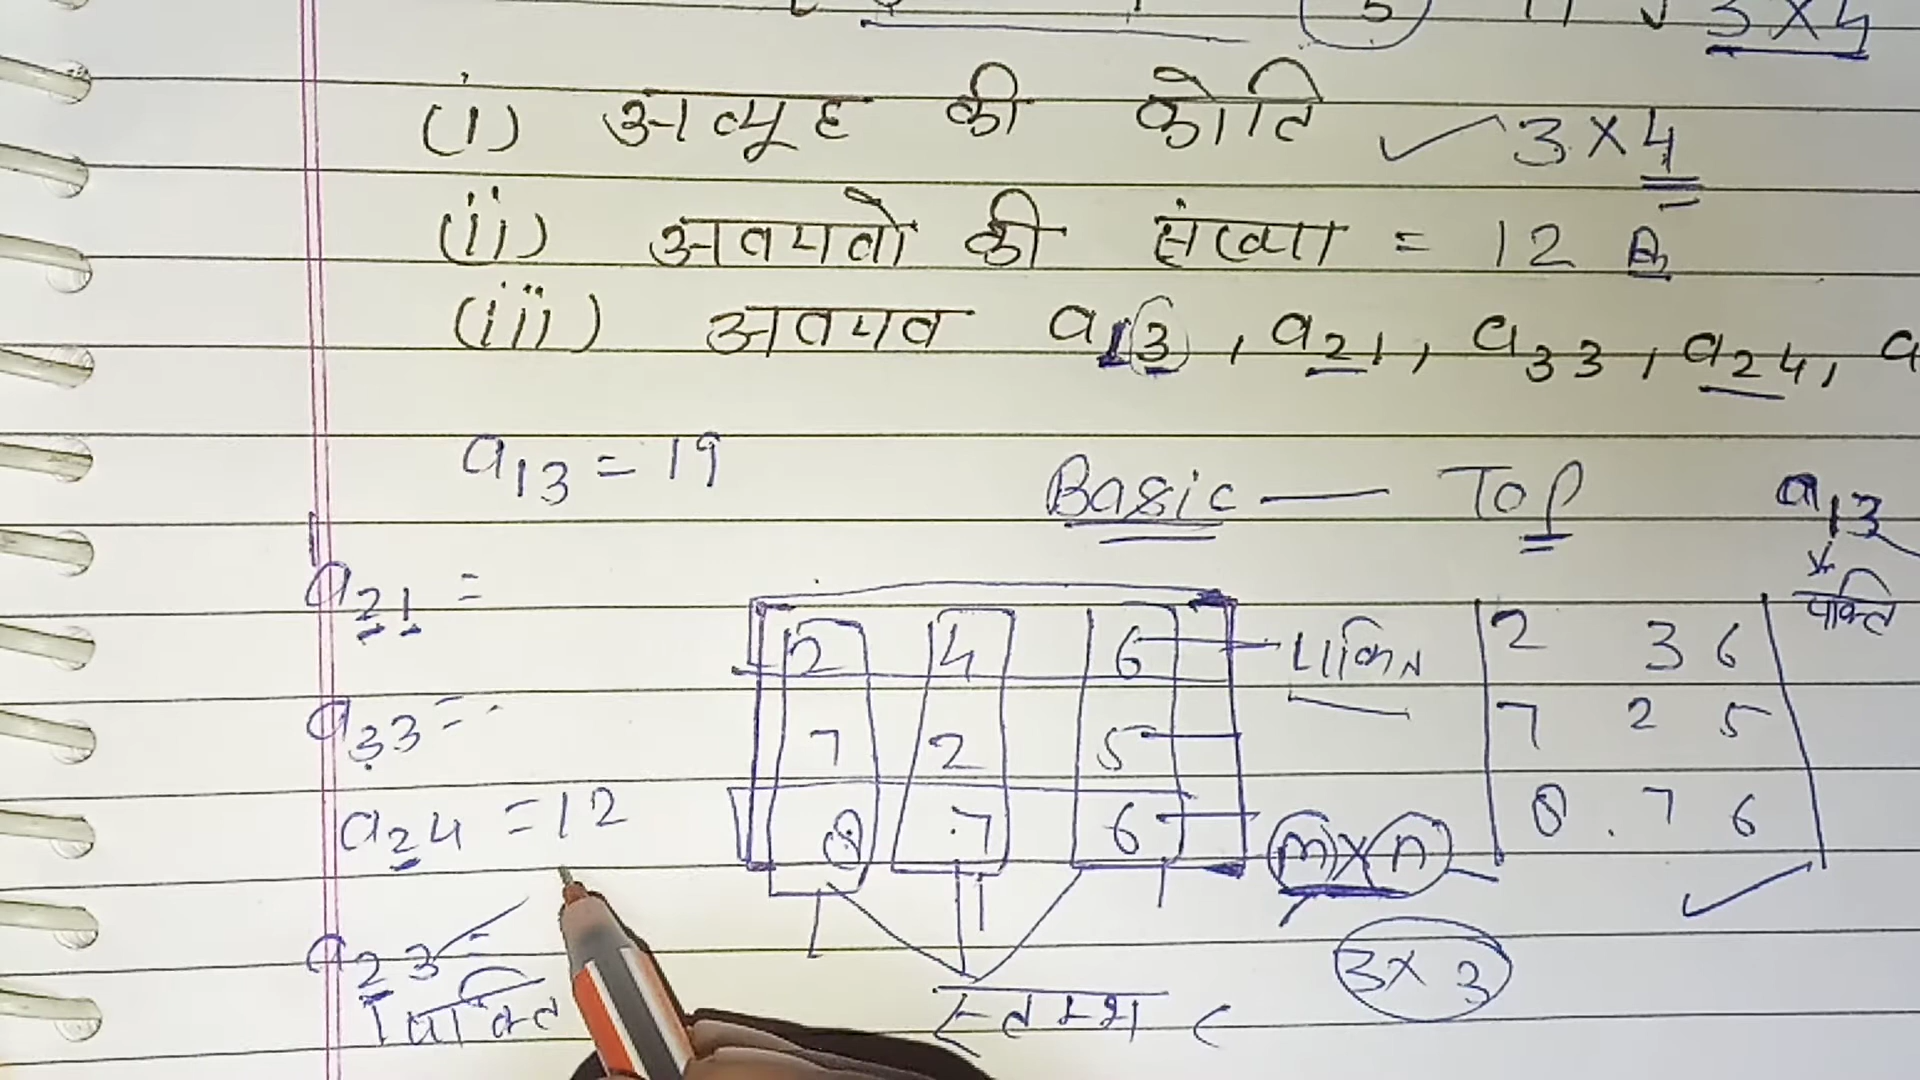 3 × 4
(i) आव्यूह की कोति 3 × 4
(ii) अवयवो की संख्या = 12
(iii) अवयव a13 , a21 , a33 , a24 , a
a13 = 19
Basic — Top
a13
पंक्ति
a21 =
a33 =
a24 = 12
a23 =
पंक्ति
2 4 6
7 2 5
8 7 6
पंक्ति
m × n
2 3 6
7 2 5
8 . 7 6
3 × 3
स्तम्भ